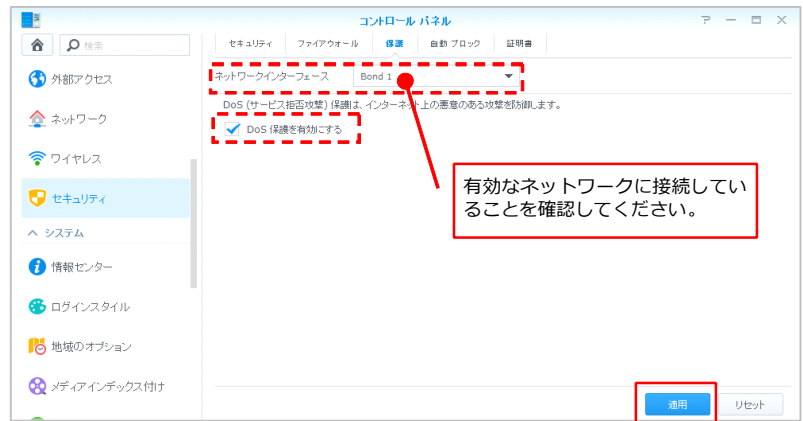 コントロール パネル
検索
セキュリティ ファイアウォール 保護 自動 ブロック 証明書
外部アクセス
ネットワーク
ワイヤレス
セキュリティ
システム
情報センター
ログインスタイル
地域のオプション
メディアインデックス付け
ネットワークインターフェース Bond 1
DoS (サービス拒否攻撃) 保護は、インターネット上の悪意のある攻撃を防御します。
DoS 保護を有効にする
有効なネットワークに接続してい
ることを確認してください。
適用 リセット